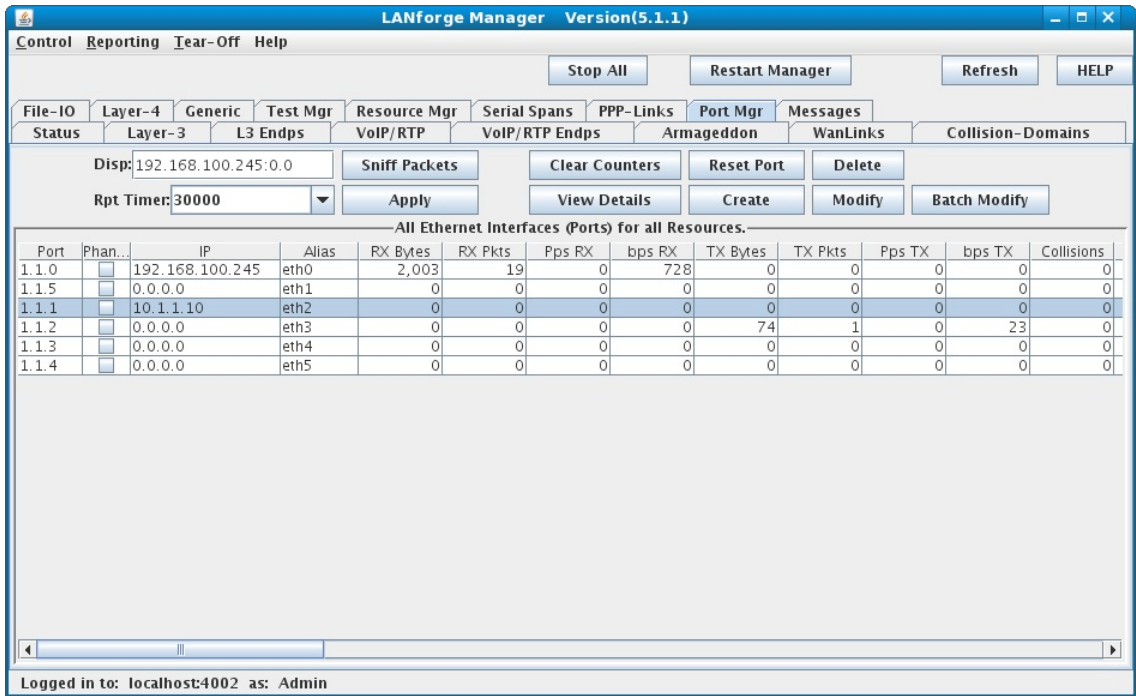 LANforge Manager Version(5.1.1)
Control Reporting Tear-Off Help
Stop All Restart Manager Refresh HELP
File-IO Layer-4 Generic Test Mgr Resource Mgr Serial Spans PPP-Links Port Mgr Messages
Status Layer-3 L3 Endps VoIP/RTP VoIP/RTP Endps Armageddon WanLinks Collision-Domains
Disp: 192.168.100.245:0.0 Sniff Packets Clear Counters Reset Port Delete
Rpt Timer: 30000 Apply View Details Create Modify Batch Modify
All Ethernet Interfaces (Ports) for all Resources.
Port Phan... IP Alias RX Bytes RX Pkts Pps RX bps RX TX Bytes TX Pkts Pps TX bps TX Collisions
1.1.0 192.168.100.245 eth0 2,003 19 0 728 0 0 0 0 0
1.1.5 0.0.0.0 eth1 0 0 0 0 0 0 0 0 0
1.1.1 10.1.1.10 eth2 0 0 0 0 0 0 0 0 0
1.1.2 0.0.0.0 eth3 0 0 0 0 74 1 0 23 0
1.1.3 0.0.0.0 eth4 0 0 0 0 0 0 0 0 0
1.1.4 0.0.0.0 eth5 0 0 0 0 0 0 0 0 0
Logged in to: localhost:4002 as: Admin